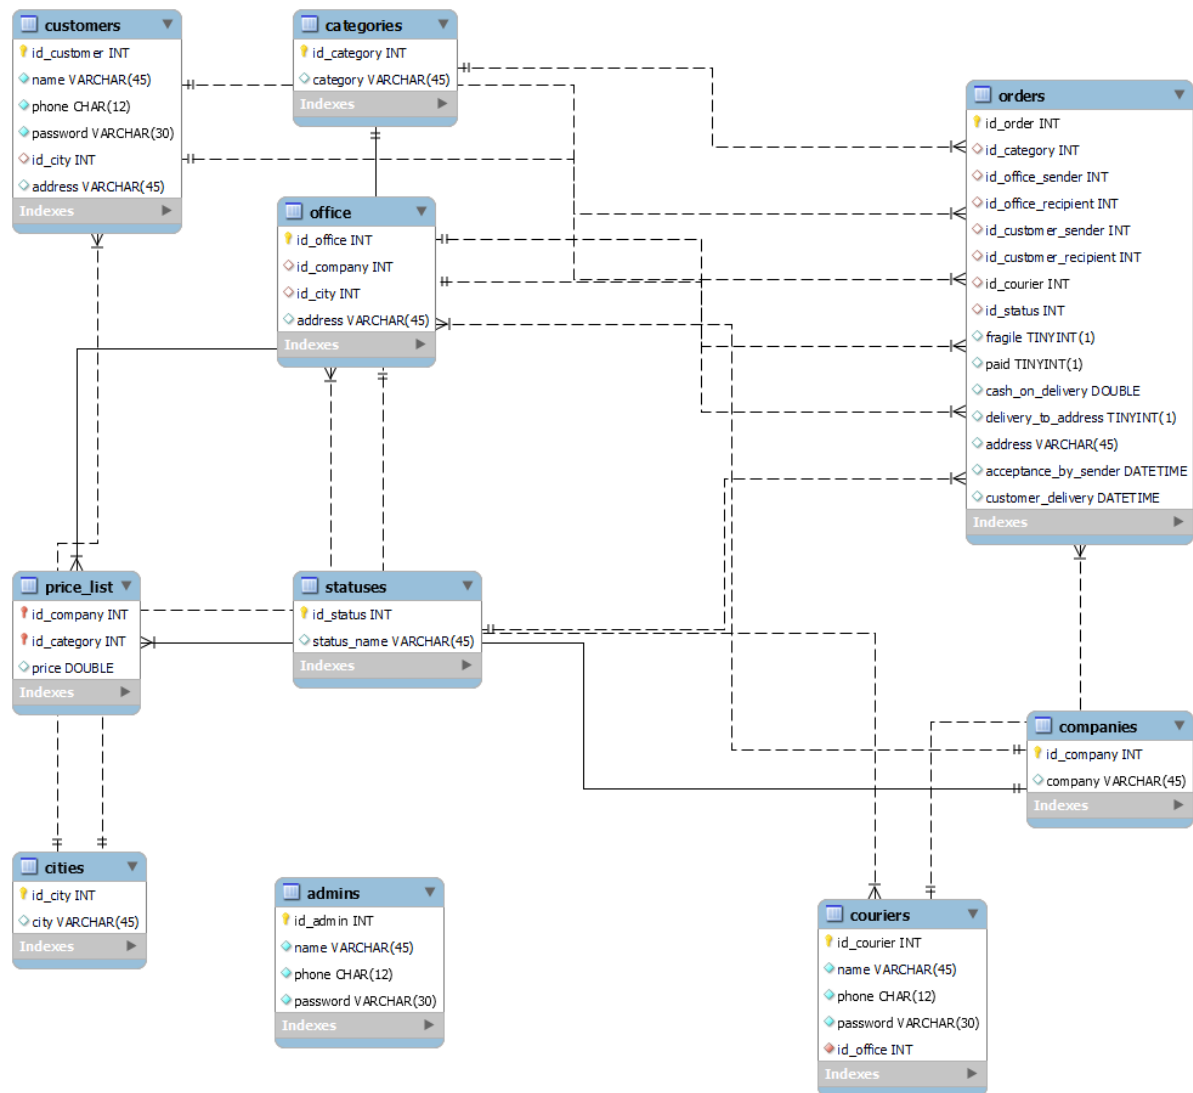 customers
id_customer INT
name VARCHAR(45)
phone CHAR(12)
password VARCHAR(30)
id_city INT
address VARCHAR(45)
Indexes
categories
id_category INT
category VARCHAR(45)
Indexes
orders
id_order INT
id_category INT
id_office_sender INT
id_office_recipient INT
id_customer_sender INT
id_customer_recipient INT
id_courier INT
id_status INT
fragile TINYINT(1)
paid TINYINT(1)
cash_on_delivery DOUBLE
delivery_to_address TINYINT(1)
address VARCHAR(45)
acceptance_by_sender DATETIME
customer_delivery DATETIME
Indexes
office
id_office INT
id_company INT
id_city INT
address VARCHAR(45)
Indexes
price_list
id_company INT
id_category INT
price DOUBLE
Indexes
statuses
id_status INT
status_name VARCHAR(45)
Indexes
companies
id_company INT
company VARCHAR(45)
Indexes
cities
id_city INT
city VARCHAR(45)
Indexes
admins
id_admin INT
name VARCHAR(45)
phone CHAR(12)
password VARCHAR(30)
Indexes
couriers
id_courier INT
name VARCHAR(45)
phone CHAR(12)
password VARCHAR(30)
id_office INT
Indexes